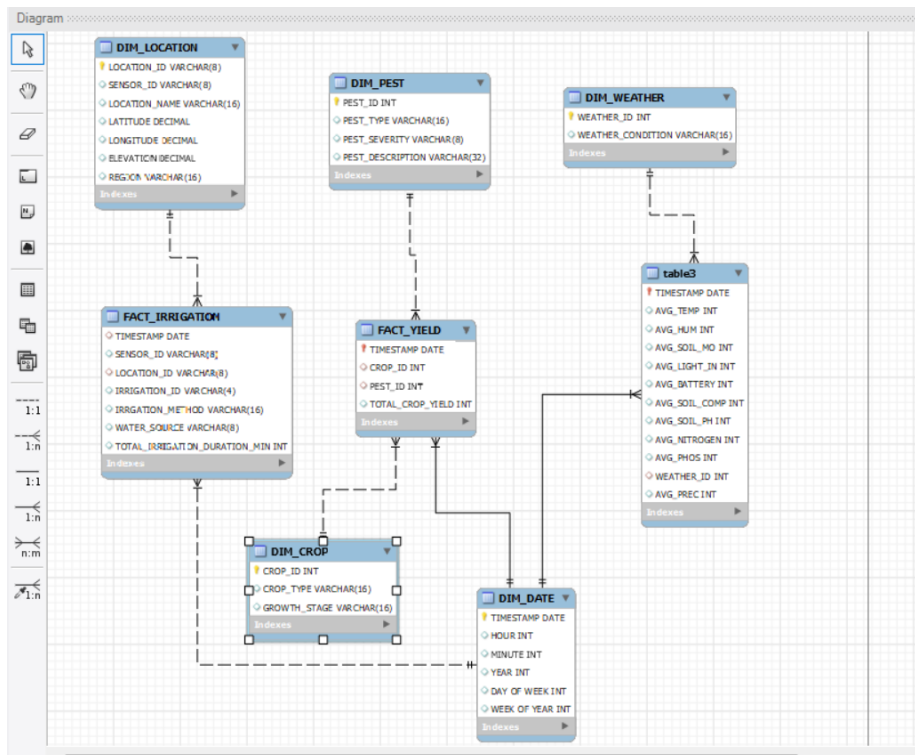 Diagram
DIM_LOCATION
LOCATION_ID VARCHAR(8)
SENSOR_ID VARCHAR(8)
LOCATION_NAME VARCHAR(16)
LATITUDE DECIMAL
LONGITUDE DECIMAL
ELEVATION DECIMAL
REGION VARCHAR(16)
Indexes
DIM_PEST
PEST_ID INT
PEST_TYPE VARCHAR(16)
PEST_SEVERITY VARCHAR(8)
PEST_DESCRIPTION VARCHAR(32)
Indexes
DIM_WEATHER
WEATHER_ID INT
WEATHER_CONDITION VARCHAR(16)
Indexes
FACT_IRRIGATION
TIMESTAMP DATE
SENSOR_ID VARCHAR(8)
LOCATION_ID VARCHAR(8)
IRRIGATION_ID VARCHAR(4)
IRRGATION_METHOD VARCHAR(16)
WATER_SOURCE VARCHAR(8)
TOTAL_IRRIGATION_DURATION_MIN INT
Indexes
FACT_YIELD
TIMESTAMP DATE
CROP_ID INT
PEST_ID INT
TOTAL_CROP_YIELD INT
Indexes
table3
TIMESTAMP DATE
AVG_TEMP INT
AVG_HUM INT
AVG_SOIL_MO INT
AVG_LIGHT_IN INT
AVG_BATTERY INT
AVG_SOIL_COMP INT
AVG_SOIL_PH INT
AVG_NITROGEN INT
AVG_PHOS INT
WEATHER_ID INT
AVG_PREC INT
Indexes
DIM_CROP
CROP_ID INT
CROP_TYPE VARCHAR(16)
GROWTH_STAGE VARCHAR(16)
Indexes
DIM_DATE
TIMESTAMP DATE
HOUR INT
MINUTE INT
YEAR INT
DAY OF WEEK INT
WEEK OF YEAR INT
Indexes
1:1
1:n
1:1
1:n
n:m
1:n